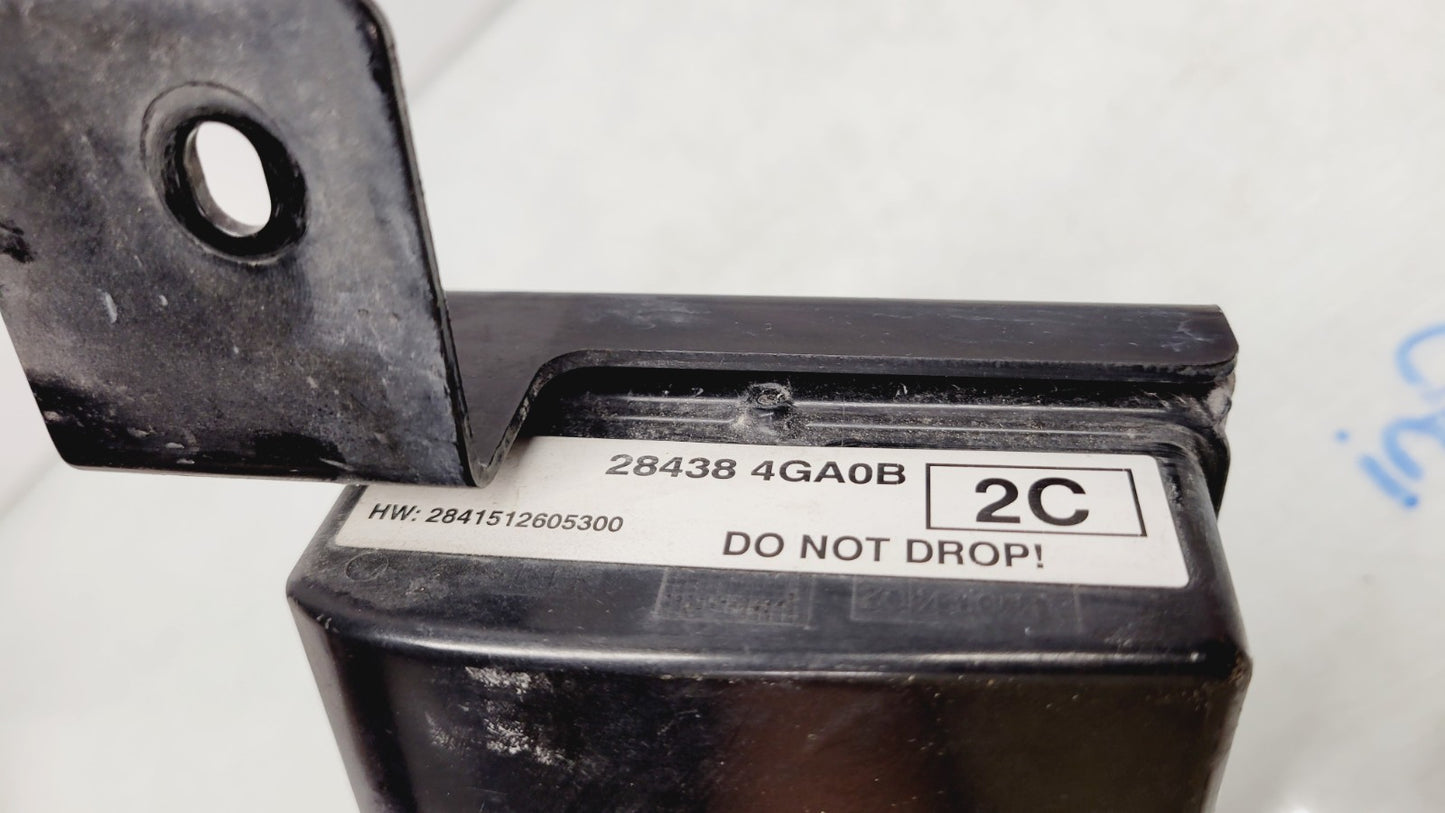 28438 4GA0B
2C
HW: 2841512605300
DO NOT DROP!